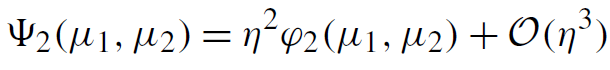 Ψ₂(μ₁, μ₂) = η²φ₂(μ₁, μ₂) + 𝒪(η³)